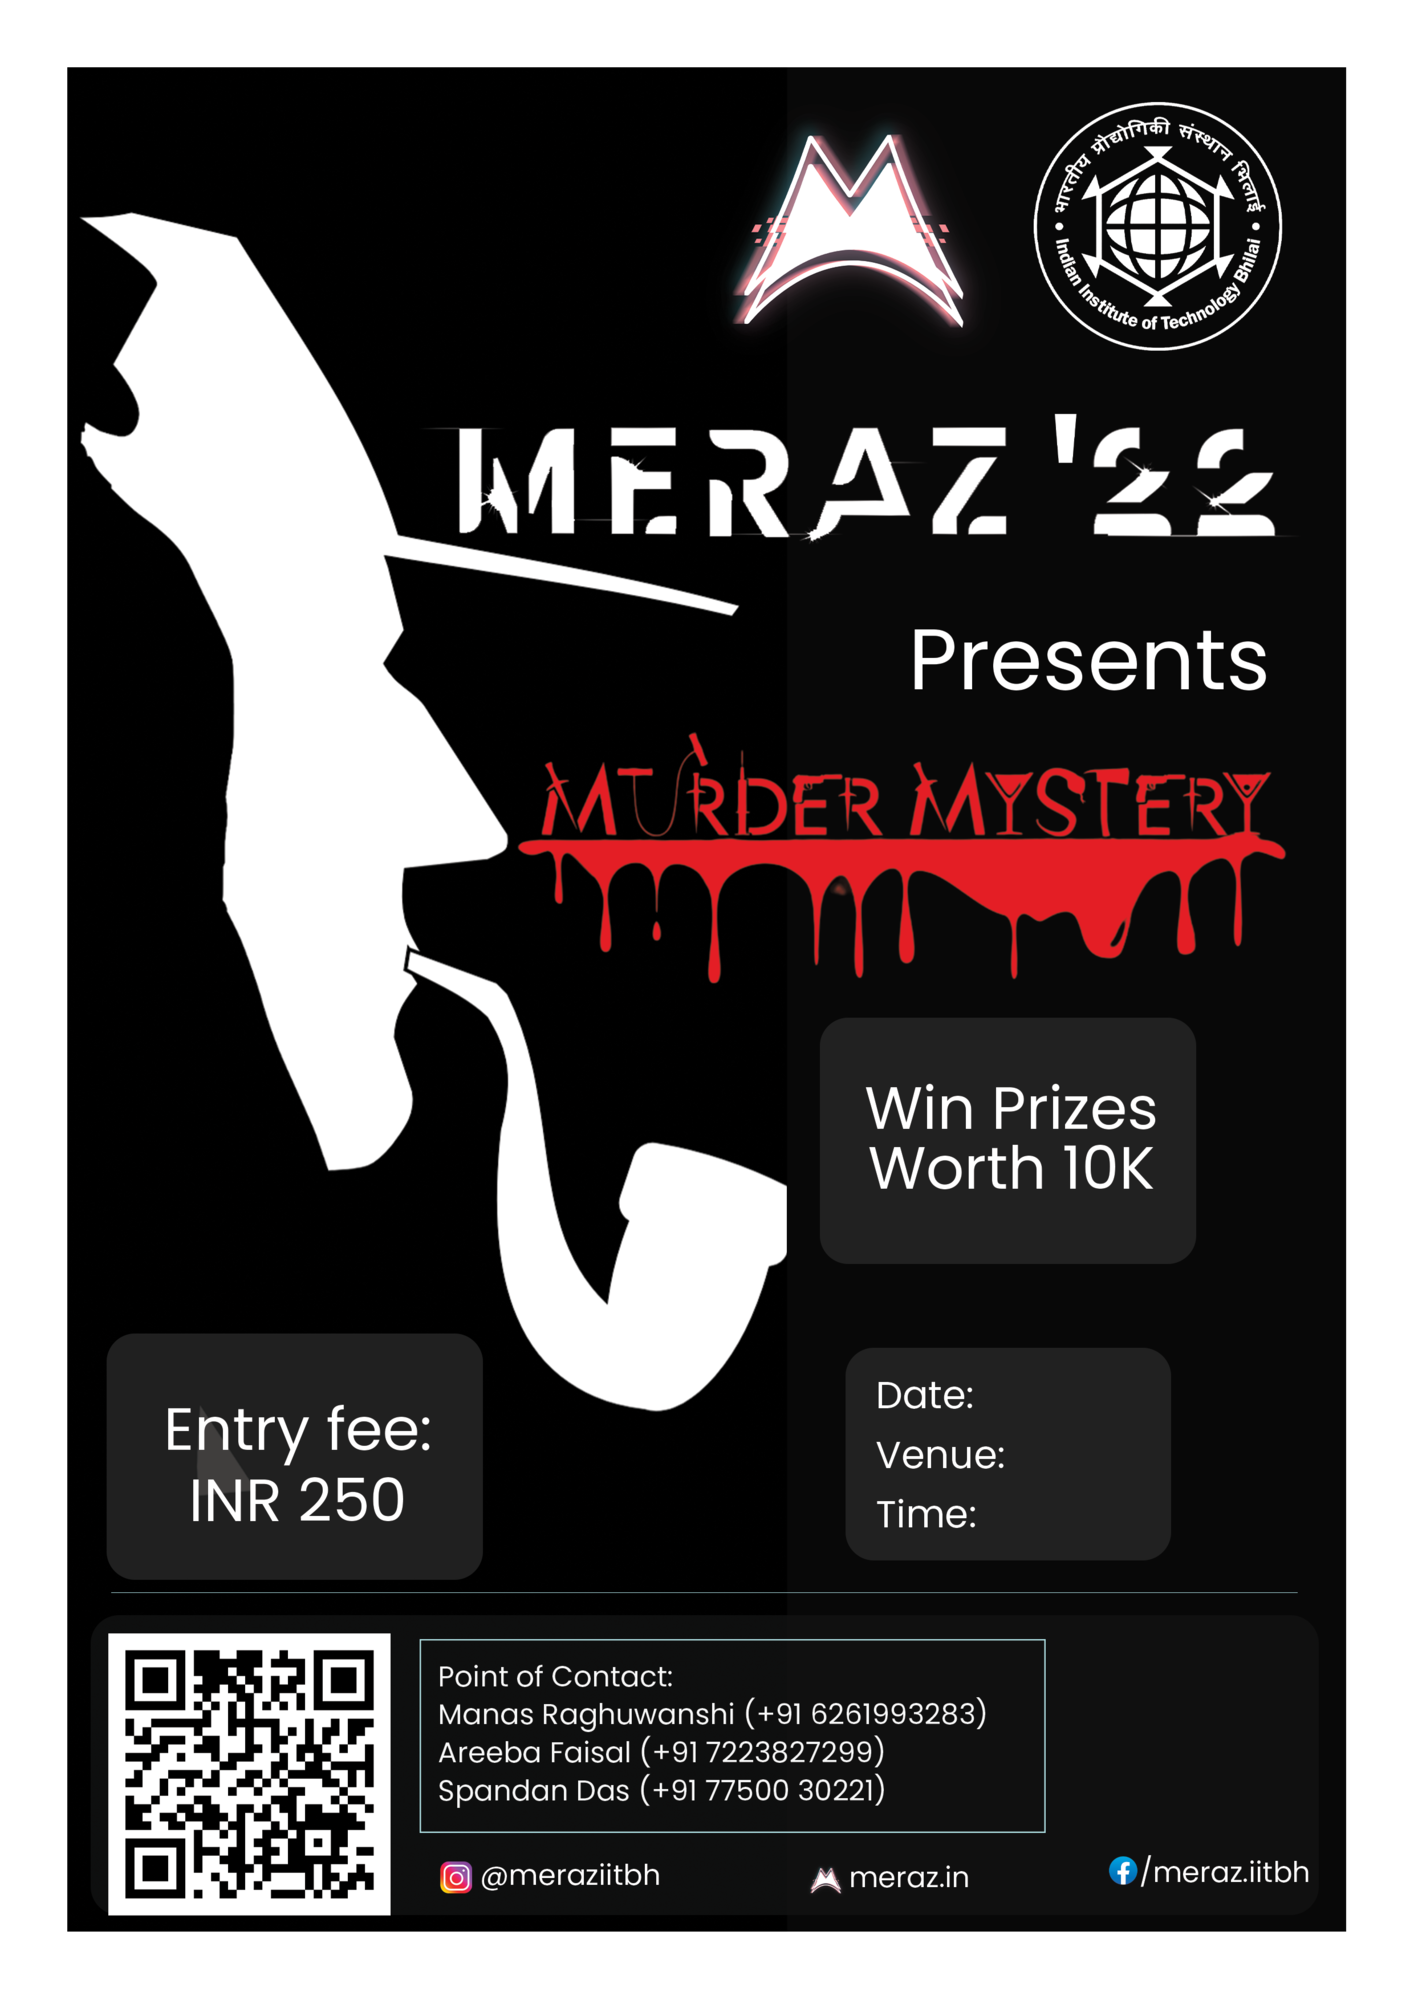 भारतीय प्रौद्योगिकी संस्थान भिलाई
Indian Institute of Technology Bhilai
MERAZ '22
Presents
MURDER MYSTERY
Win Prizes
Worth 10K
Entry fee:
INR 250
Date:
Venue:
Time:
Point of Contact:
Manas Raghuwanshi (+91 6261993283)
Areeba Faisal (+91 7223827299)
Spandan Das (+91 77500 30221)
@meraziitbh
meraz.in
/meraz.iitbh